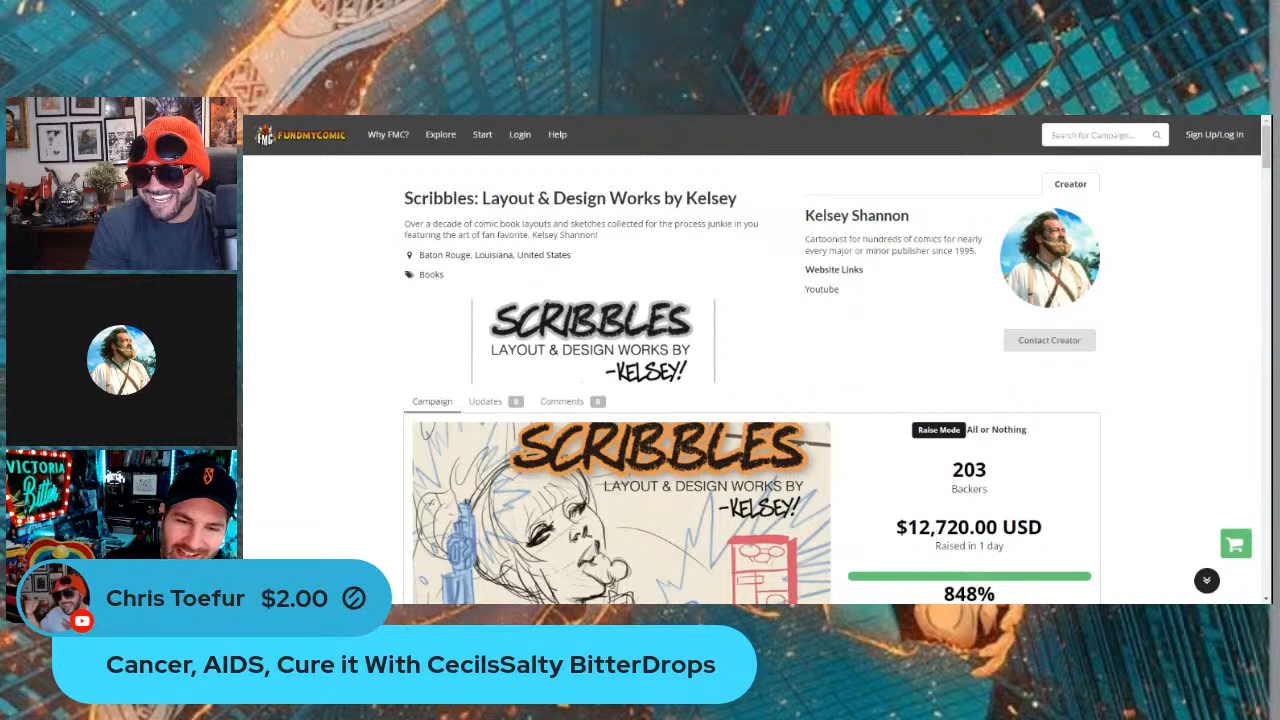 FMC FUNDMYCOMIC Why FMC? Explore Start Login Help Search for Campaign... Sign Up/Log In
Scribbles: Layout & Design Works by Kelsey
Over a decade of comic book layouts and sketches collected for the process junkie in you
featuring the art of fan favorite, Kelsey Shannon!
Baton Rouge, Louisiana, United States
Books
Creator
Kelsey Shannon
Cartoonist for hundreds of comics for nearly
every major or minor publisher since 1995.
Website Links
Youtube
Contact Creator
SCRIBBLES
LAYOUT & DESIGN WORKS BY
-KELSEY!
Campaign Updates 0 Comments 0
SCRIBBLES
LAYOUT & DESIGN WORKS BY
-KELSEY!
Raise Mode All or Nothing
203
Backers
$12,720.00 USD
Raised in 1 day
848%
VICTORIA
Bitter
Chris Toefur $2.00
Cancer, AIDS, Cure it With CecilsSalty BitterDrops